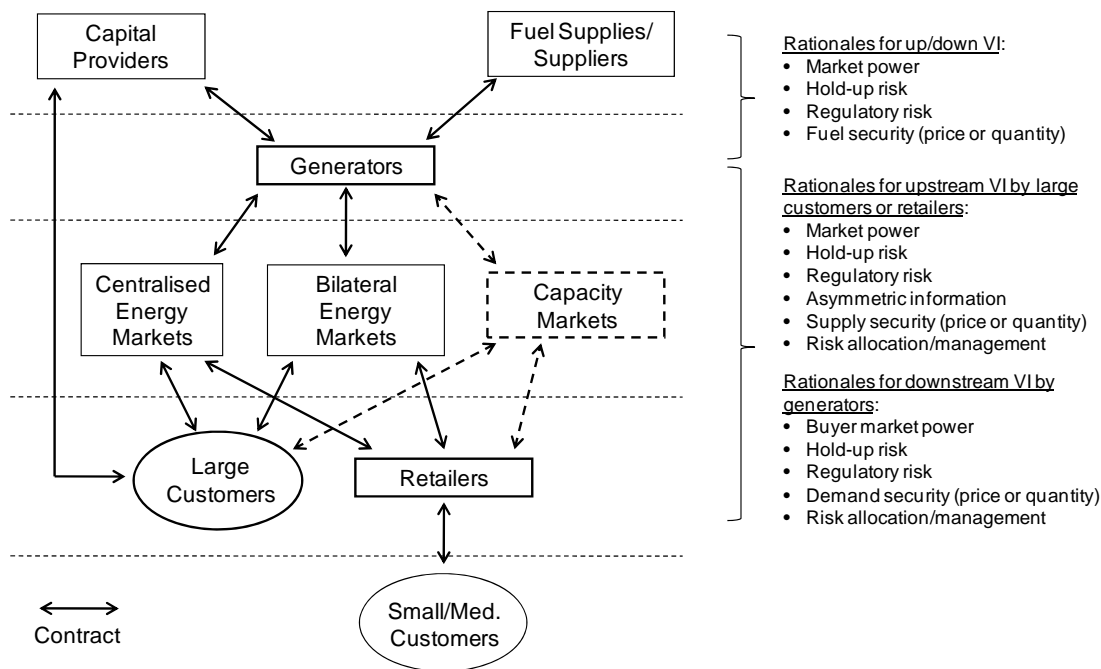 Capital
Providers
Fuel Supplies/
Suppliers
Generators
Centralised
Energy
Markets
Bilateral
Energy
Markets
Capacity
Markets
Large
Customers
Retailers
Small/Med.
Customers
Contract
Rationales for up/down VI:
• Market power
• Hold-up risk
• Regulatory risk
• Fuel security (price or quantity)
Rationales for upstream VI by large
customers or retailers:
• Market power
• Hold-up risk
• Regulatory risk
• Asymmetric information
• Supply security (price or quantity)
• Risk allocation/management
Rationales for downstream VI by
generators:
• Buyer market power
• Hold-up risk
• Regulatory risk
• Demand security (price or quantity)
• Risk allocation/management